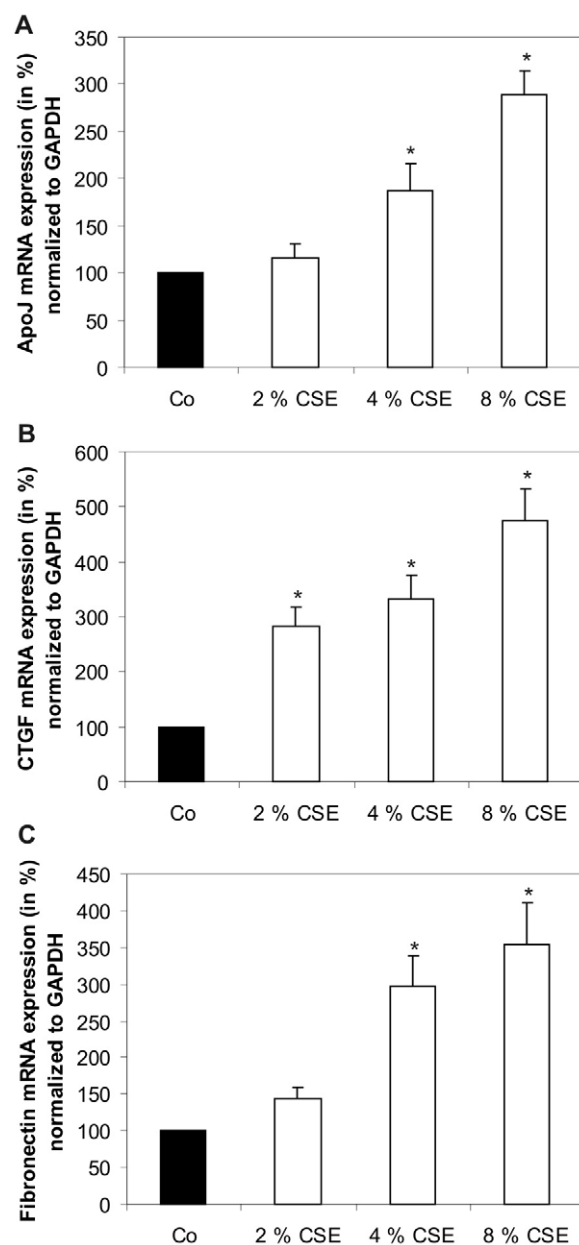 A
ApoJ mRNA expression (in %)
normalized to GAPDH
350
300
250
200
150
100
50
0
*
*
Co 2 % CSE 4 % CSE 8 % CSE
B
CTGF mRNA expression (in %)
normalized to GAPDH
600
500
400
300
200
100
0
*
*
*
Co 2 % CSE 4 % CSE 8 % CSE
C
Fibronectin mRNA expression (in %)
normalized to GAPDH
450
400
350
300
250
200
150
100
50
0
*
*
Co 2 % CSE 4 % CSE 8 % CSE